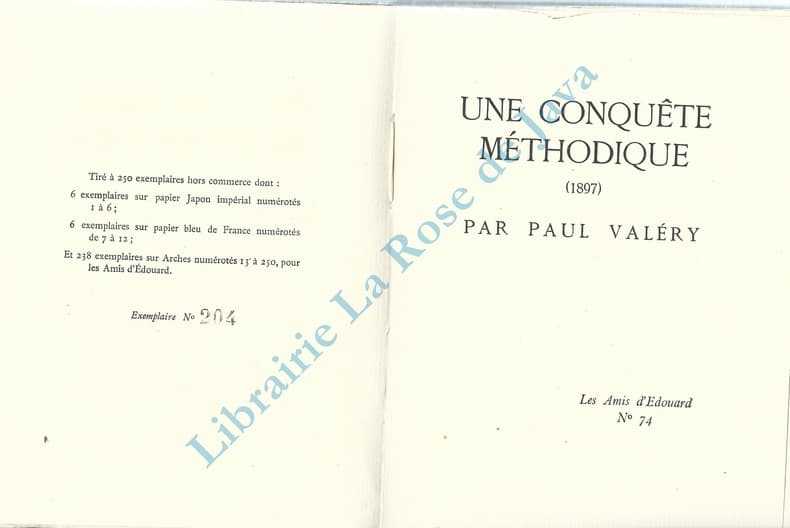 Tiré à 250 exemplaires hors commerce dont :
6 exemplaires sur papier Japon impérial numérotés
1 à 6 ;
6 exemplaires sur papier bleu de France numérotés
de 7 à 12 ;
Et 238 exemplaires sur Arches numérotés 13 à 250, pour
les Amis d'Édouard.
Exemplaire Nº 204
UNE CONQUÊTE
MÉTHODIQUE
(1897)
PAR PAUL VALÉRY
Les Amis d'Edouard
Nº 74
Librairie La Rose de Java